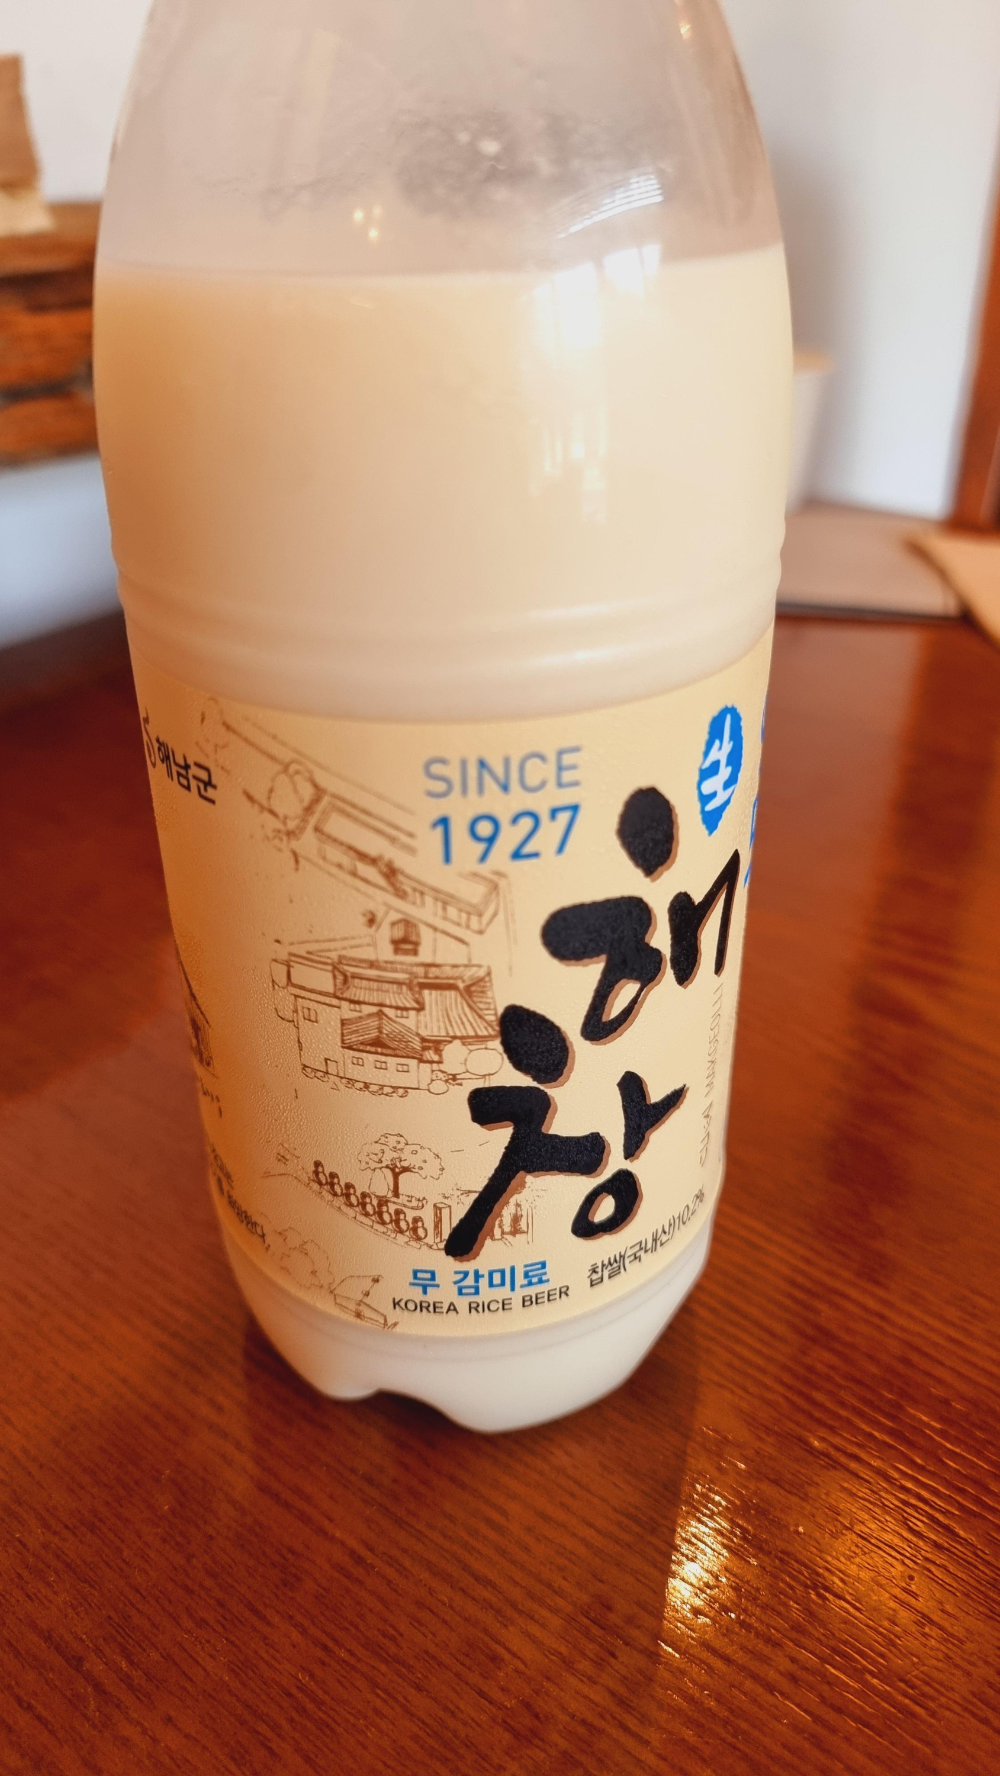 해남군
SINCE
1927
생
해
창
무 감미료
KOREA RICE BEER
찹쌀(국내산)10.2%